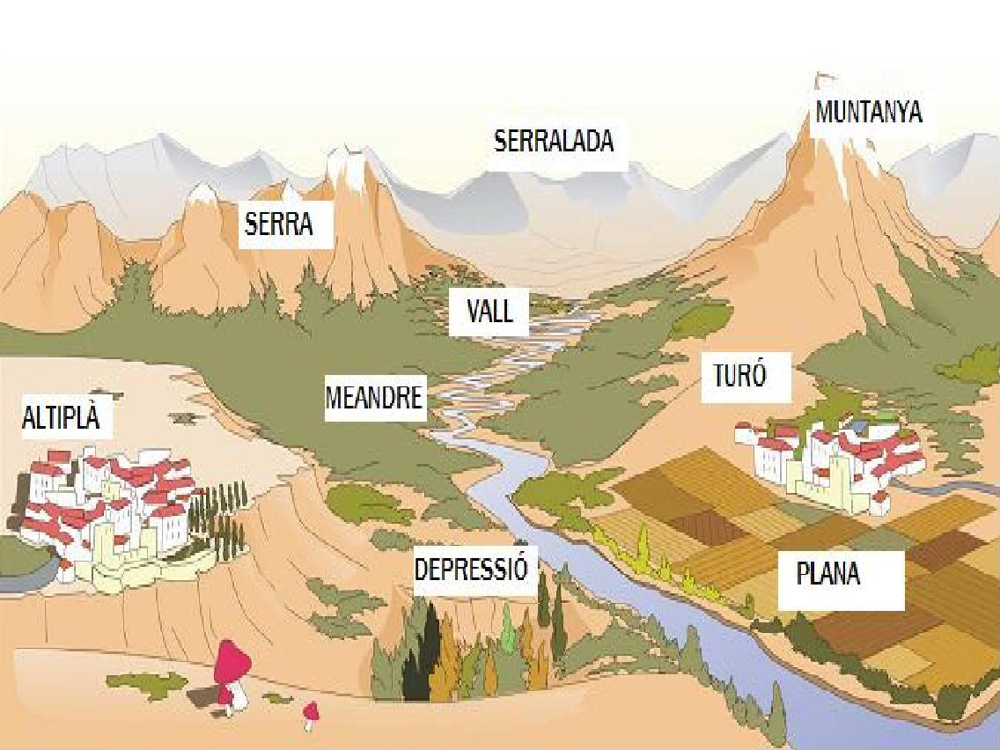 MUNTANYA
SERRALADA
SERRA
VALL
TURÓ
MEANDRE
ALTIPLÀ
DEPRESSIÓ
PLANA